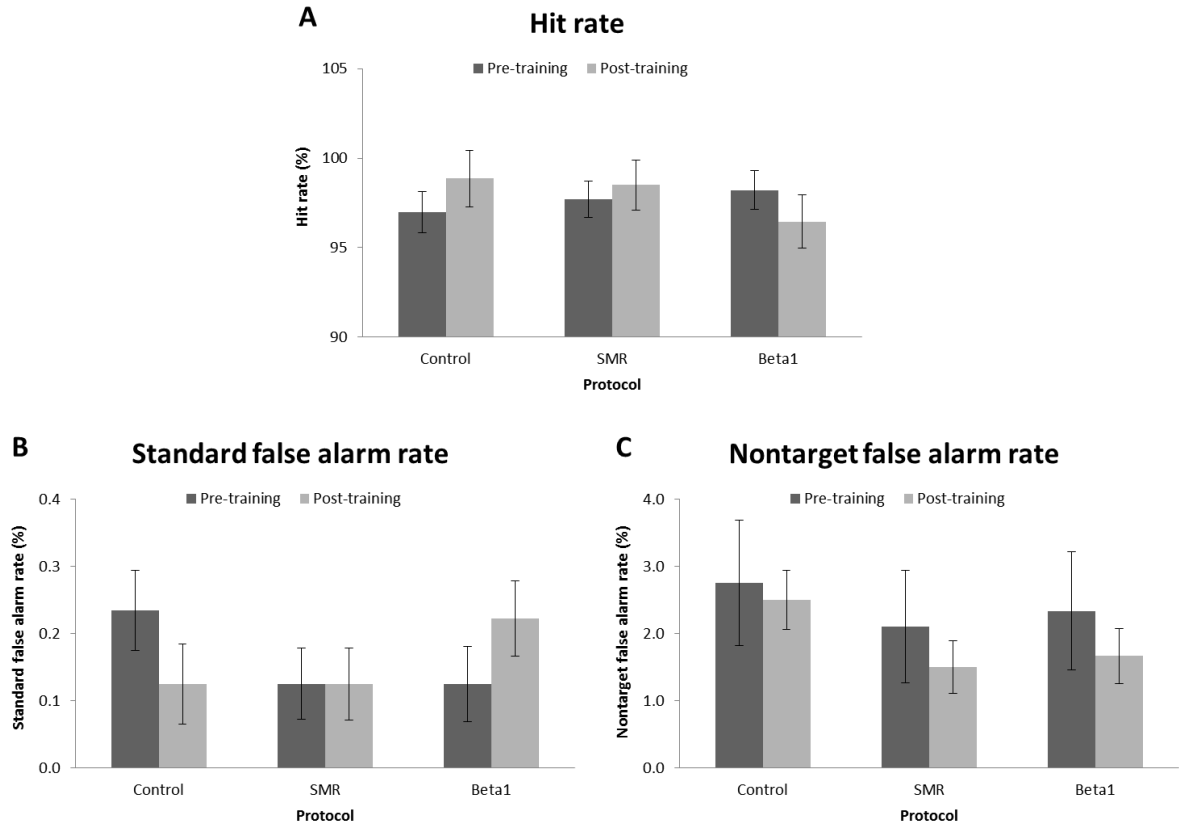 A
Hit rate
Pre-training Post-training
105
100
95
90
Hit rate (%)
Control SMR Beta1
Protocol
B
Standard false alarm rate
Pre-training Post-training
0.4
0.3
0.2
0.1
0.0
Standard false alarm rate (%)
Control SMR Beta1
Protocol
C
Nontarget false alarm rate
Pre-training Post-training
4.0
3.0
2.0
1.0
0.0
Nontarget false alarm rate (%)
Control SMR Beta1
Protocol